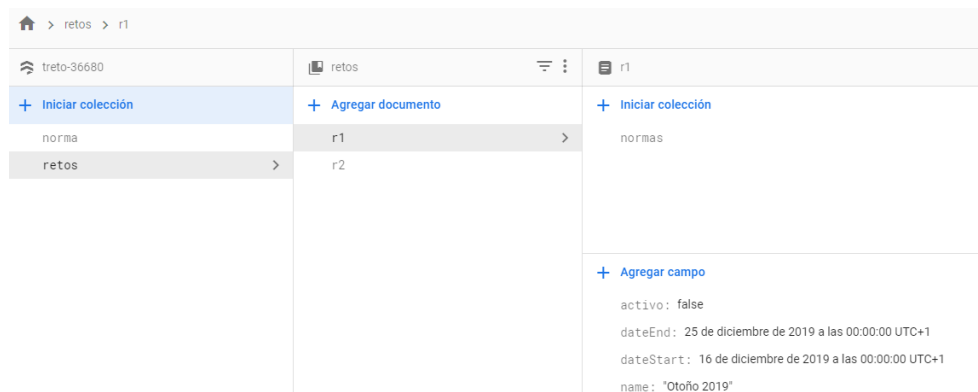 retos > r1
treto-36680
retos
r1
+ Iniciar colección
+ Agregar documento
+ Iniciar colección
norma
r1
normas
retos
r2
+ Agregar campo
activo: false
dateEnd: 25 de diciembre de 2019 a las 00:00:00 UTC+1
dateStart: 16 de diciembre de 2019 a las 00:00:00 UTC+1
name: "Otoño 2019"